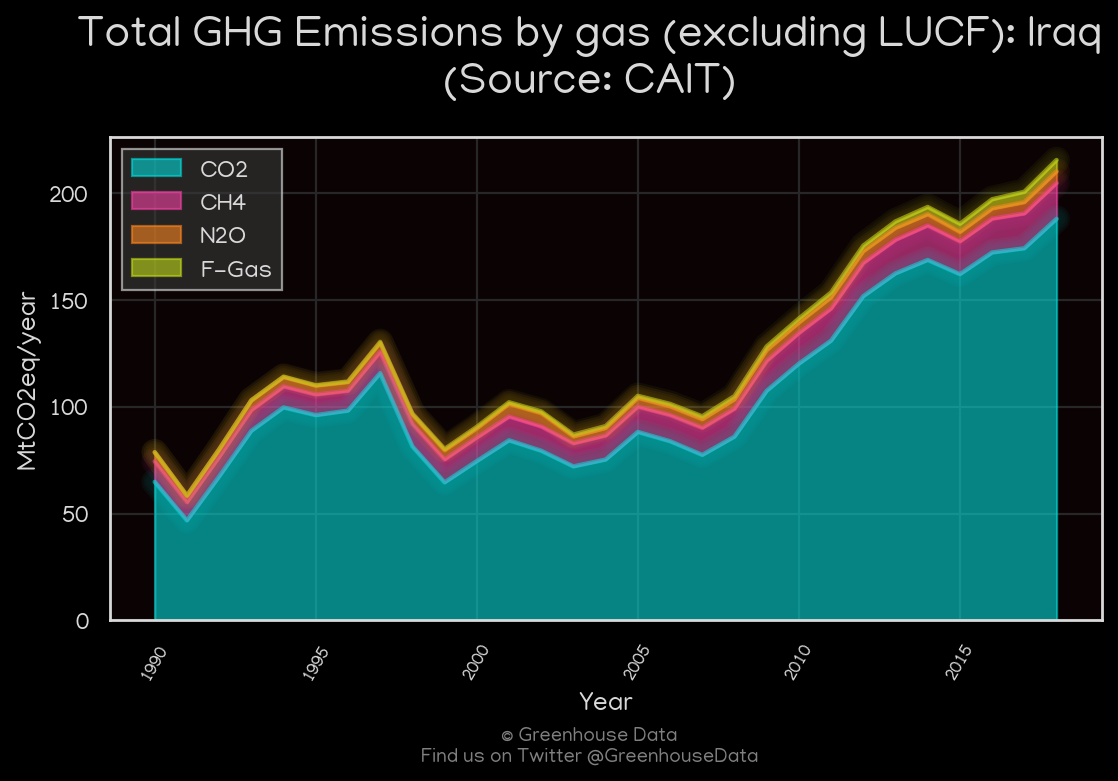 Total GHG Emissions by gas (excluding LUCF): Iraq
(Source: CAIT)
CO2
CH4
N2O
F-Gas
MtCO2eq/year
200
150
100
50
0
1990
1995
2000
2005
2010
2015
Year
© Greenhouse Data
Find us on Twitter @GreenhouseData